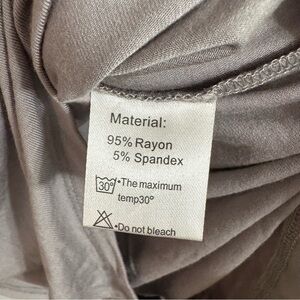 Material:
95% Rayon
5% Spandex
30° •The maximum
temp30°
•Do not bleach